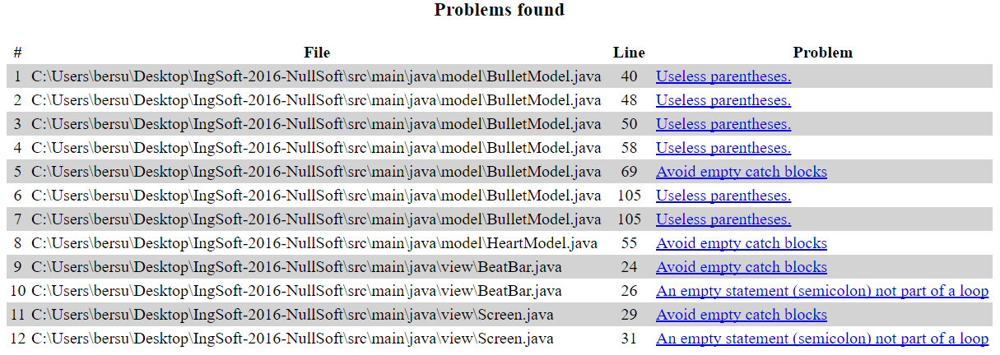 Problems found
# File Line Problem
1 C:\Users\bersu\Desktop\IngSoft-2016-NullSoft\src\main\java\model\BulletModel.java 40 Useless parentheses.
2 C:\Users\bersu\Desktop\IngSoft-2016-NullSoft\src\main\java\model\BulletModel.java 48 Useless parentheses.
3 C:\Users\bersu\Desktop\IngSoft-2016-NullSoft\src\main\java\model\BulletModel.java 50 Useless parentheses.
4 C:\Users\bersu\Desktop\IngSoft-2016-NullSoft\src\main\java\model\BulletModel.java 58 Useless parentheses.
5 C:\Users\bersu\Desktop\IngSoft-2016-NullSoft\src\main\java\model\BulletModel.java 69 Avoid empty catch blocks
6 C:\Users\bersu\Desktop\IngSoft-2016-NullSoft\src\main\java\model\BulletModel.java 105 Useless parentheses.
7 C:\Users\bersu\Desktop\IngSoft-2016-NullSoft\src\main\java\model\BulletModel.java 105 Useless parentheses.
8 C:\Users\bersu\Desktop\IngSoft-2016-NullSoft\src\main\java\model\HeartModel.java 55 Avoid empty catch blocks
9 C:\Users\bersu\Desktop\IngSoft-2016-NullSoft\src\main\java\view\BeatBar.java 24 Avoid empty catch blocks
10 C:\Users\bersu\Desktop\IngSoft-2016-NullSoft\src\main\java\view\BeatBar.java 26 An empty statement (semicolon) not part of a loop
11 C:\Users\bersu\Desktop\IngSoft-2016-NullSoft\src\main\java\view\Screen.java 29 Avoid empty catch blocks
12 C:\Users\bersu\Desktop\IngSoft-2016-NullSoft\src\main\java\view\Screen.java 31 An empty statement (semicolon) not part of a loop